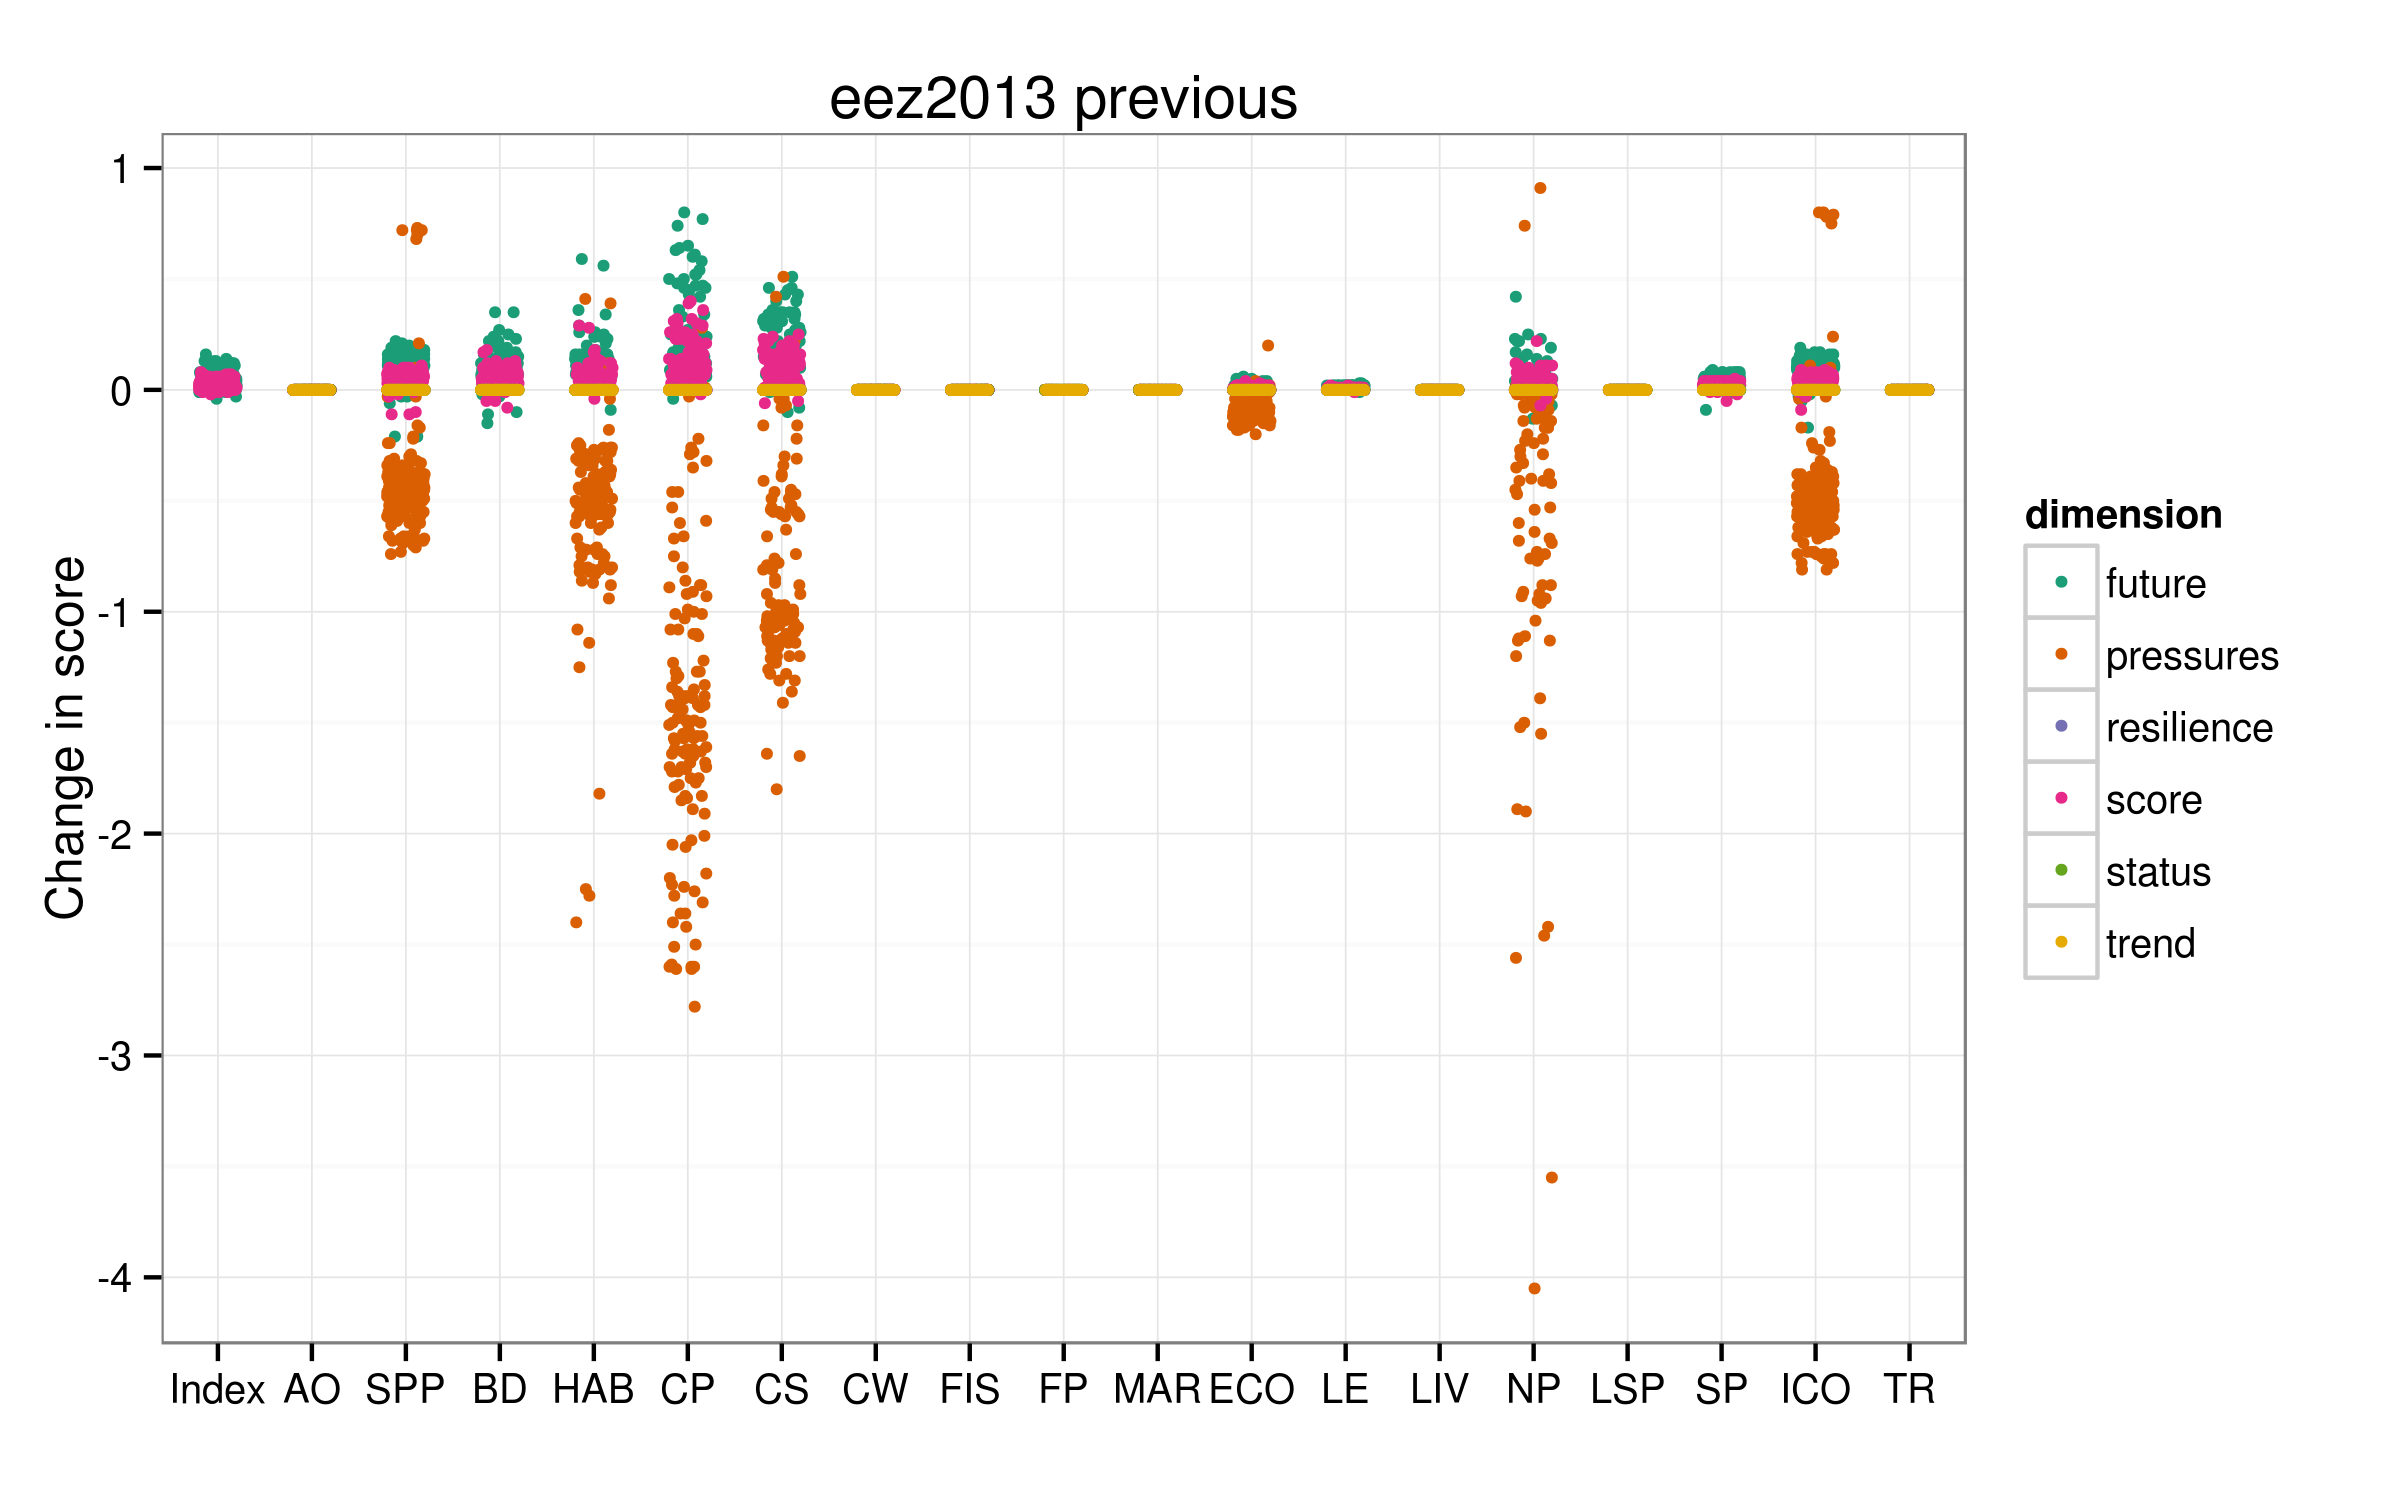 eez2013 previous
Change in score
1
0
-1
-2
-3
-4
Index AO SPP BD HAB CP CS CW FIS FP MAR ECO LE LIV NP LSP SP ICO TR
dimension
future
pressures
resilience
score
status
trend